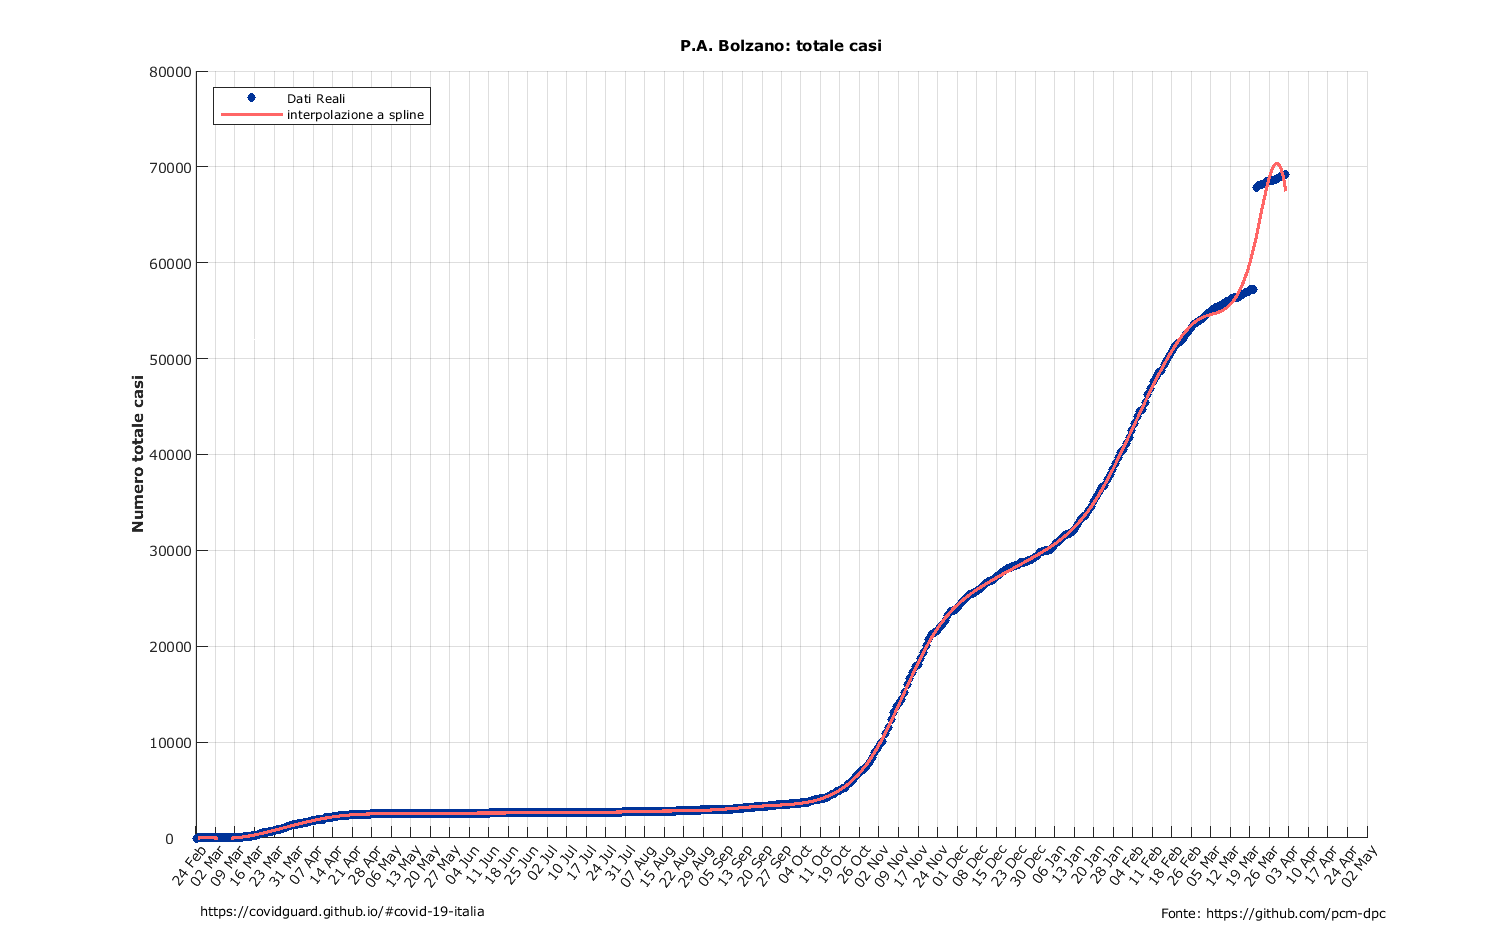 P.A. Bolzano: totale casi
Dati Reali
interpolazione a spline
Numero totale casi
80000
70000
60000
50000
40000
30000
20000
10000
0
24 Feb
02 Mar
09 Mar
16 Mar
23 Mar
31 Mar
07 Apr
14 Apr
21 Apr
28 Apr
06 May
13 May
20 May
27 May
04 Jun
11 Jun
18 Jun
25 Jun
02 Jul
10 Jul
17 Jul
24 Jul
31 Jul
07 Aug
15 Aug
22 Aug
29 Aug
05 Sep
13 Sep
20 Sep
27 Sep
04 Oct
11 Oct
19 Oct
26 Oct
02 Nov
09 Nov
17 Nov
24 Nov
01 Dec
08 Dec
15 Dec
23 Dec
30 Dec
06 Jan
13 Jan
20 Jan
28 Jan
04 Feb
11 Feb
18 Feb
26 Feb
05 Mar
12 Mar
19 Mar
26 Mar
03 Apr
10 Apr
17 Apr
24 Apr
02 May
https://covidguard.github.io/#covid-19-italia
Fonte: https://github.com/pcm-dpc